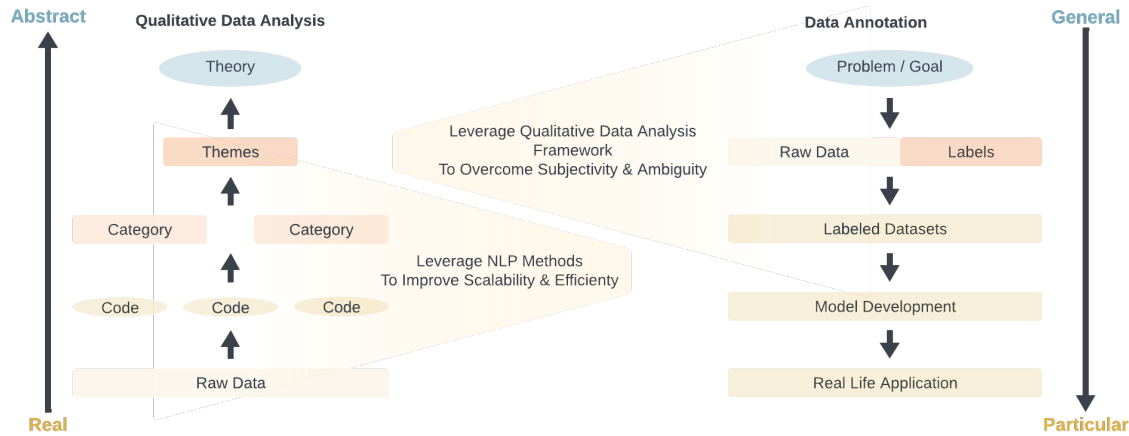 Abstract
Qualitative Data Analysis
Data Annotation
General
Theory
Problem / Goal
Leverage Qualitative Data Analysis
Framework
To Overcome Subjectivity & Ambiguity
Themes
Raw Data
Labels
Category
Category
Labeled Datasets
Leverage NLP Methods
To Improve Scalability & Efficienty
Code
Code
Code
Model Development
Raw Data
Real Life Application
Real
Particular